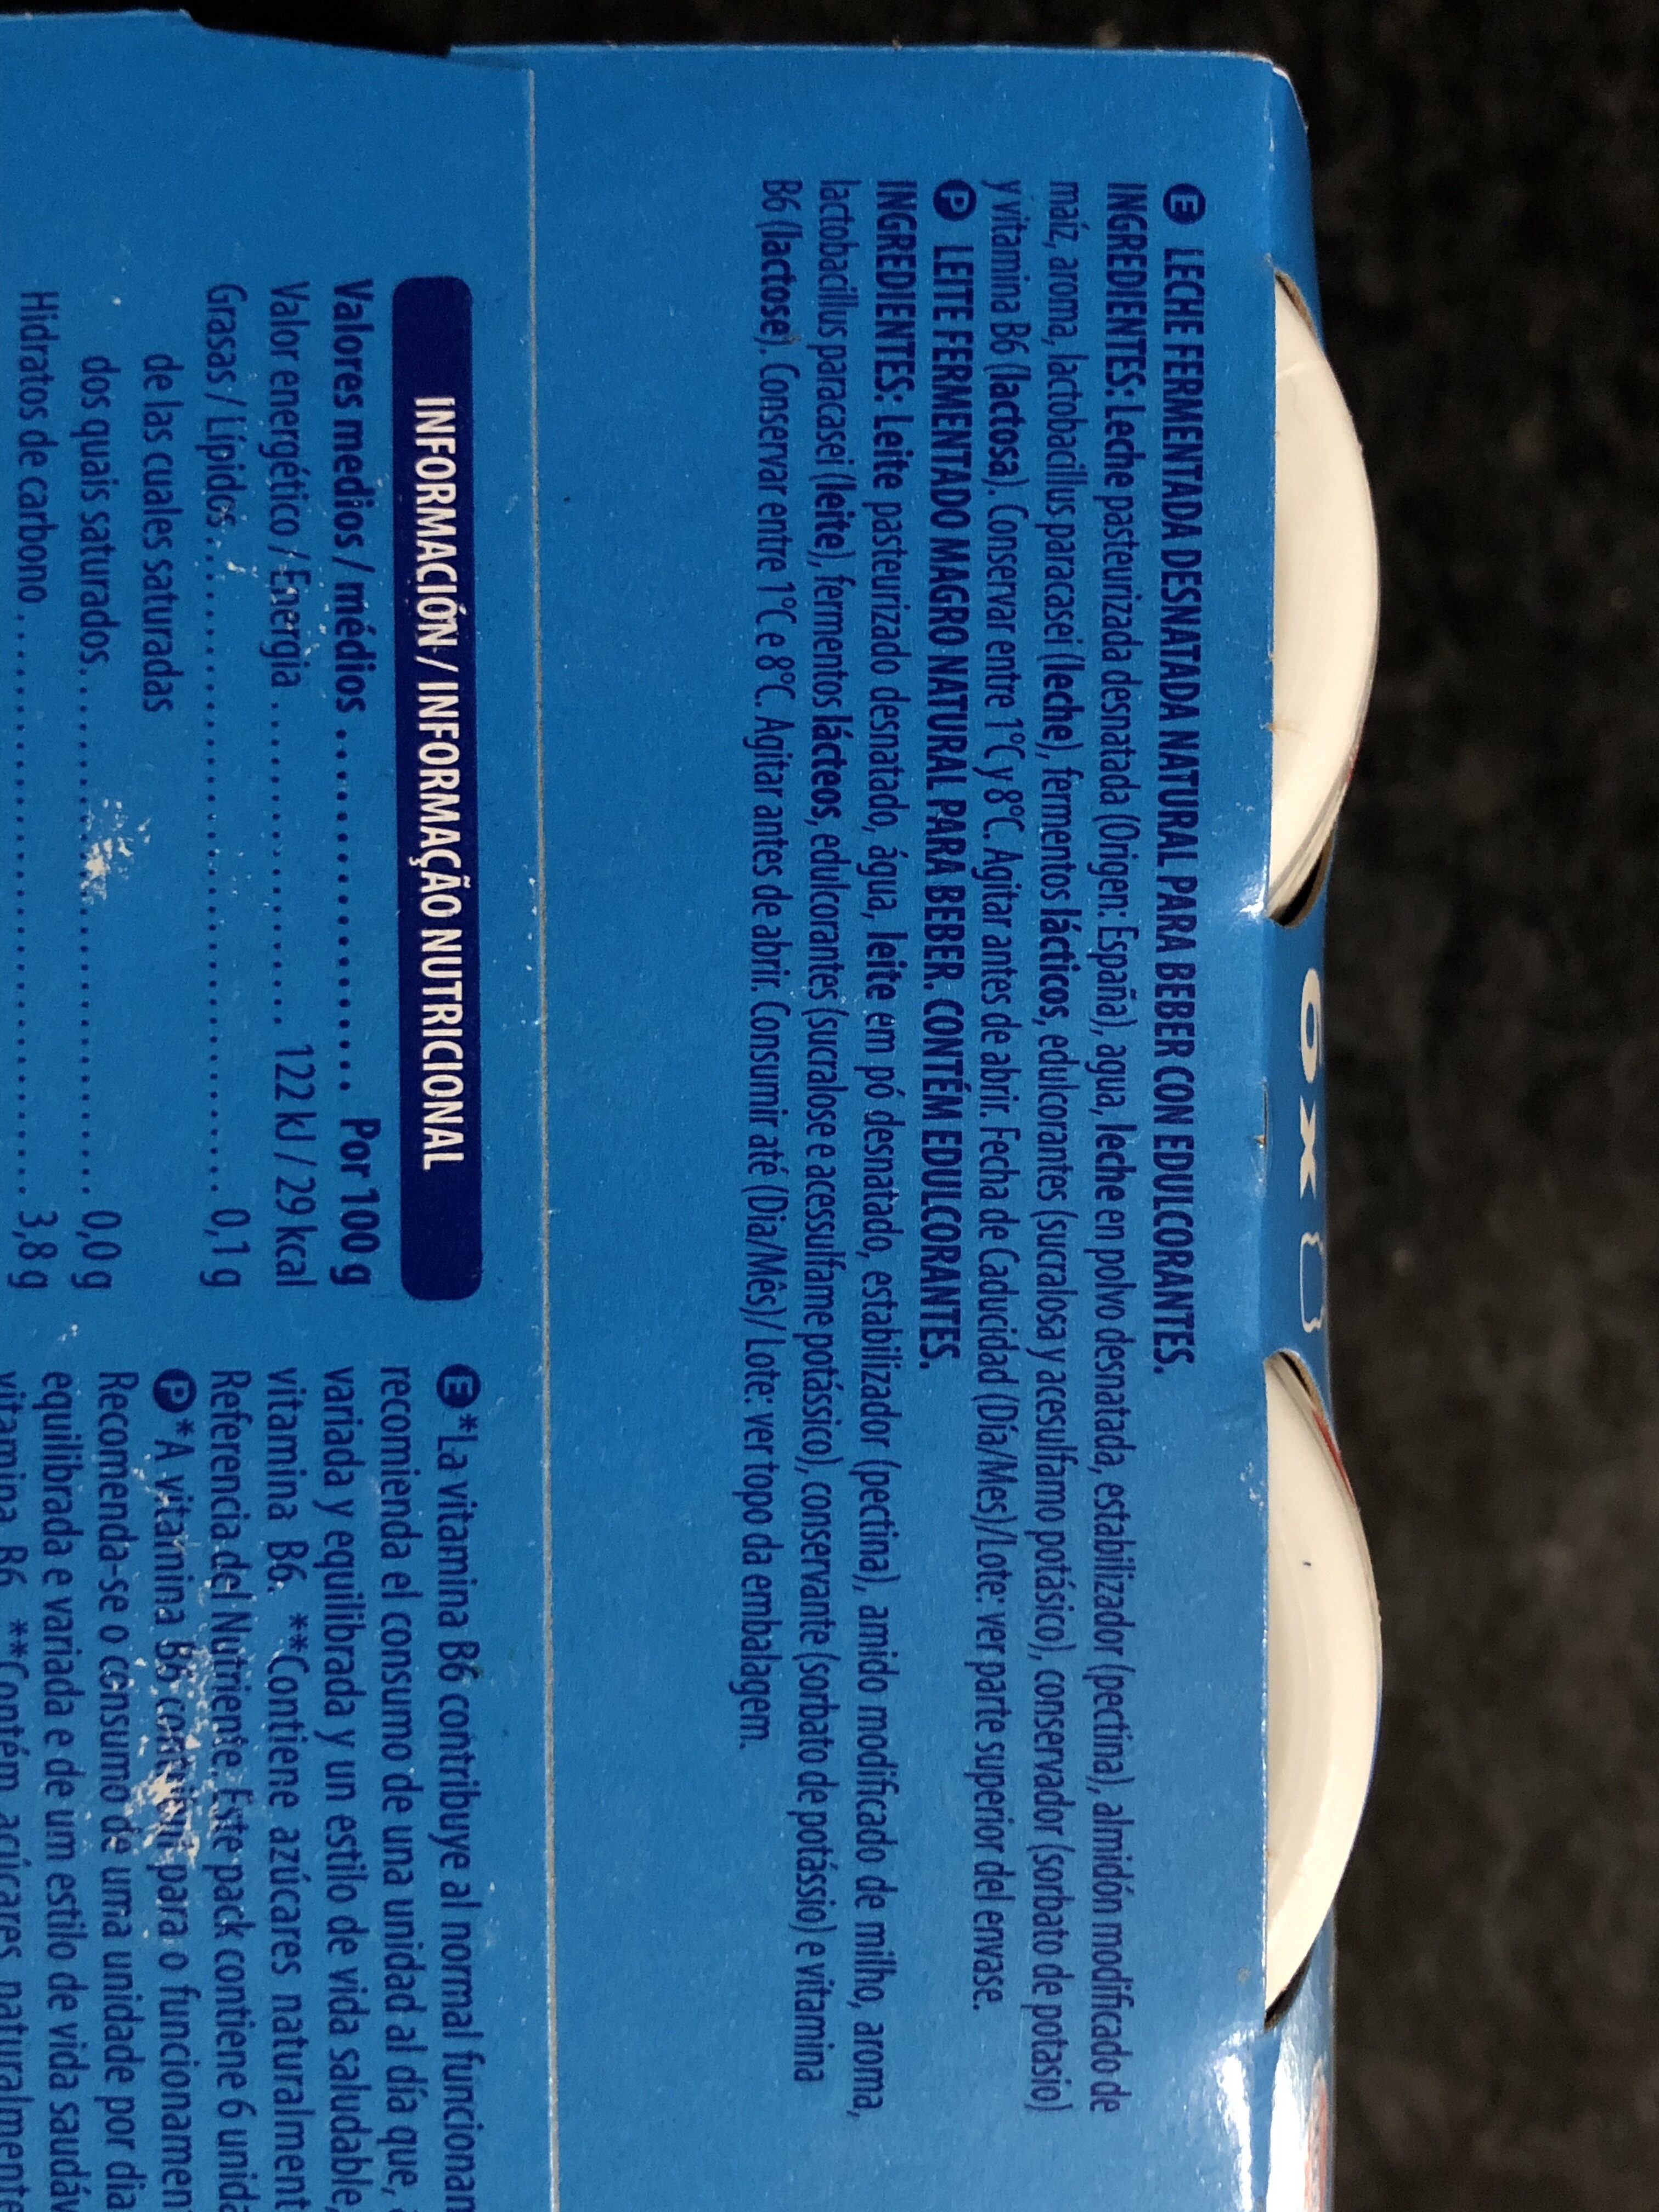 6x
E LECHE FERMENTADA DESNATADA NATURAL PARA BEBER CON EDULCORANTES.
INGREDIENTES: Leche pasteurizada desnatada (Origen: España), agua, leche en polvo desnatada, estabilizador (pectina), almidón modificado de
maíz, aroma, lactobacillus paracasei (leche), fermentos lácticos, edulcorantes (sucralosa y acesulfamo potásico), conservador (sorbato de potasio)
y vitamina B6 (lactosa). Conservar entre 1°C y 8°C. Agitar antes de abrir. Fecha de Caducidad (Día/Mes)/Lote: ver parte superior del envase.
P LEITE FERMENTADO MAGRO NATURAL PARA BEBER. CONTÉM EDULCORANTES.
INGREDIENTES: Leite pasteurizado desnatado, água, leite em pó desnatado, estabilizador (pectina), amido modificado de milho, aroma,
lactobacillus paracasei (leite), fermentos lácteos, edulcorantes (sucralose e acessulfame potássico), conservante (sorbato de potássio) e vitamina
B6 (lactose). Conservar entre 1°C e 8°C. Agitar antes de abrir. Consumir até (Dia/Mês)/ Lote: ver topo da embalagem.
INFORMACIÓN / INFORMAÇÃO NUTRICIONAL
Valores medios / médios ........................ Por 100 g
Valor energético / Energia ..................... 122 kJ / 29 kcal
Grasas / Lípidos ........................................ 0,1 g
de las cuales saturadas
dos quais saturados ................................ 0,0 g
Hidratos de carbono .................................. 3,8 g
E *La vitamina B6 contribuye al normal funcionan
recomienda el consumo de una unidad al día que,
variada y equilibrada y un estilo de vida saludable,
vitamina B6. **Contiene azúcares naturalment
Referencia del Nutriente. Este pack contiene 6 unida
P *A vitamina B6 contribui para o funcionamen
Recomenda-se o consumo de uma unidade por dia
equilibrada e variada e de um estilo de vida saudáv
vitamina B6. **Contém açúcares naturalmente